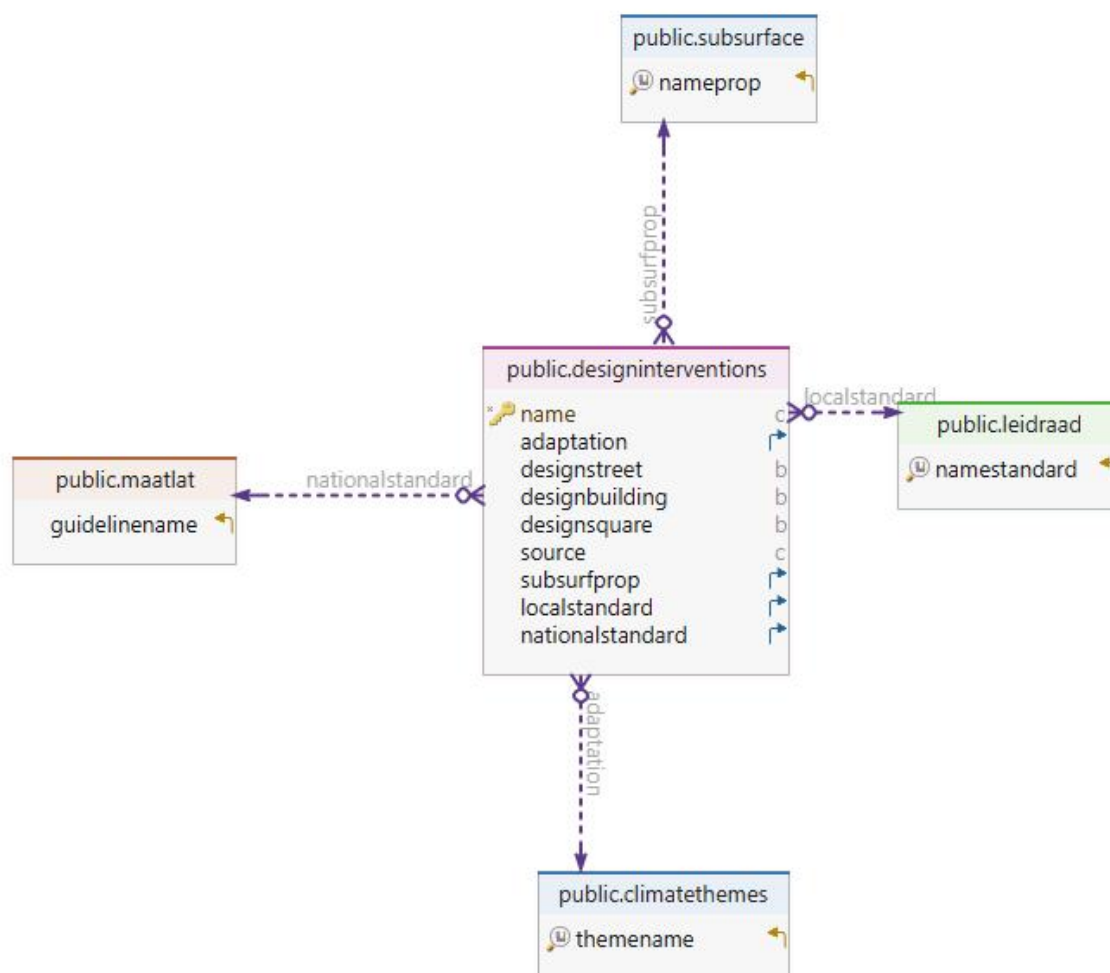 public.subsurface
nameprop
subsurfprop
public.designinterventions
name c
adaptation
designstreet b
designbuilding b
designsquare b
source c
subsurfprop
localstandard
nationalstandard
localstandard
public.leidraad
namestandard
public.maatlat
guidelinename
nationalstandard
adaptation
public.climatethemes
themename